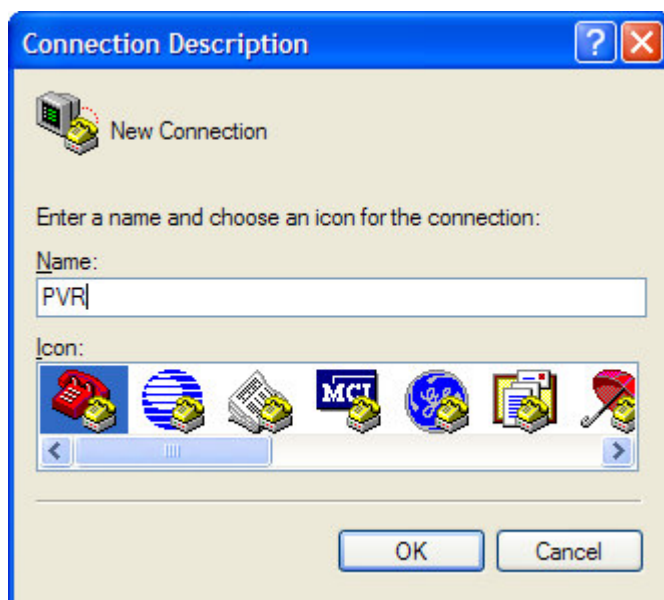 Connection Description
New Connection
Enter a name and choose an icon for the connection:
Name:
PVR
Icon:
MCI
OK Cancel